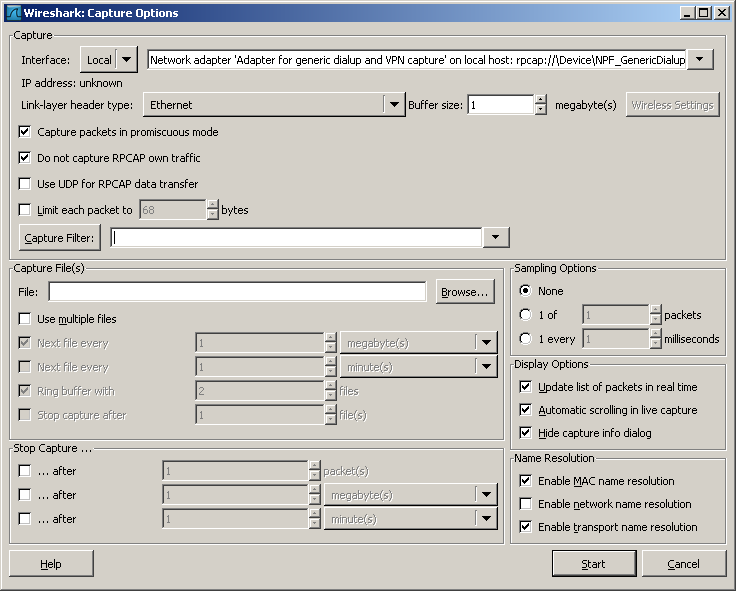 Wireshark: Capture Options
Capture
Interface: Local Network adapter 'Adapter for generic dialup and VPN capture' on local host: rpcap://\Device\NPF_GenericDialup
IP address: unknown
Link-layer header type: Ethernet Buffer size: 1 megabyte(s) Wireless Settings
Capture packets in promiscuous mode
Do not capture RPCAP own traffic
Use UDP for RPCAP data transfer
Limit each packet to 68 bytes
Capture Filter:
Capture File(s)
File: Browse...
Use multiple files
Next file every 1 megabyte(s)
Next file every 1 minute(s)
Ring buffer with 2 files
Stop capture after 1 file(s)
Stop Capture ...
... after 1 packet(s)
... after 1 megabyte(s)
... after 1 minute(s)
Sampling Options
None
1 of 1 packets
1 every 1 milliseconds
Display Options
Update list of packets in real time
Automatic scrolling in live capture
Hide capture info dialog
Name Resolution
Enable MAC name resolution
Enable network name resolution
Enable transport name resolution
Help Start Cancel